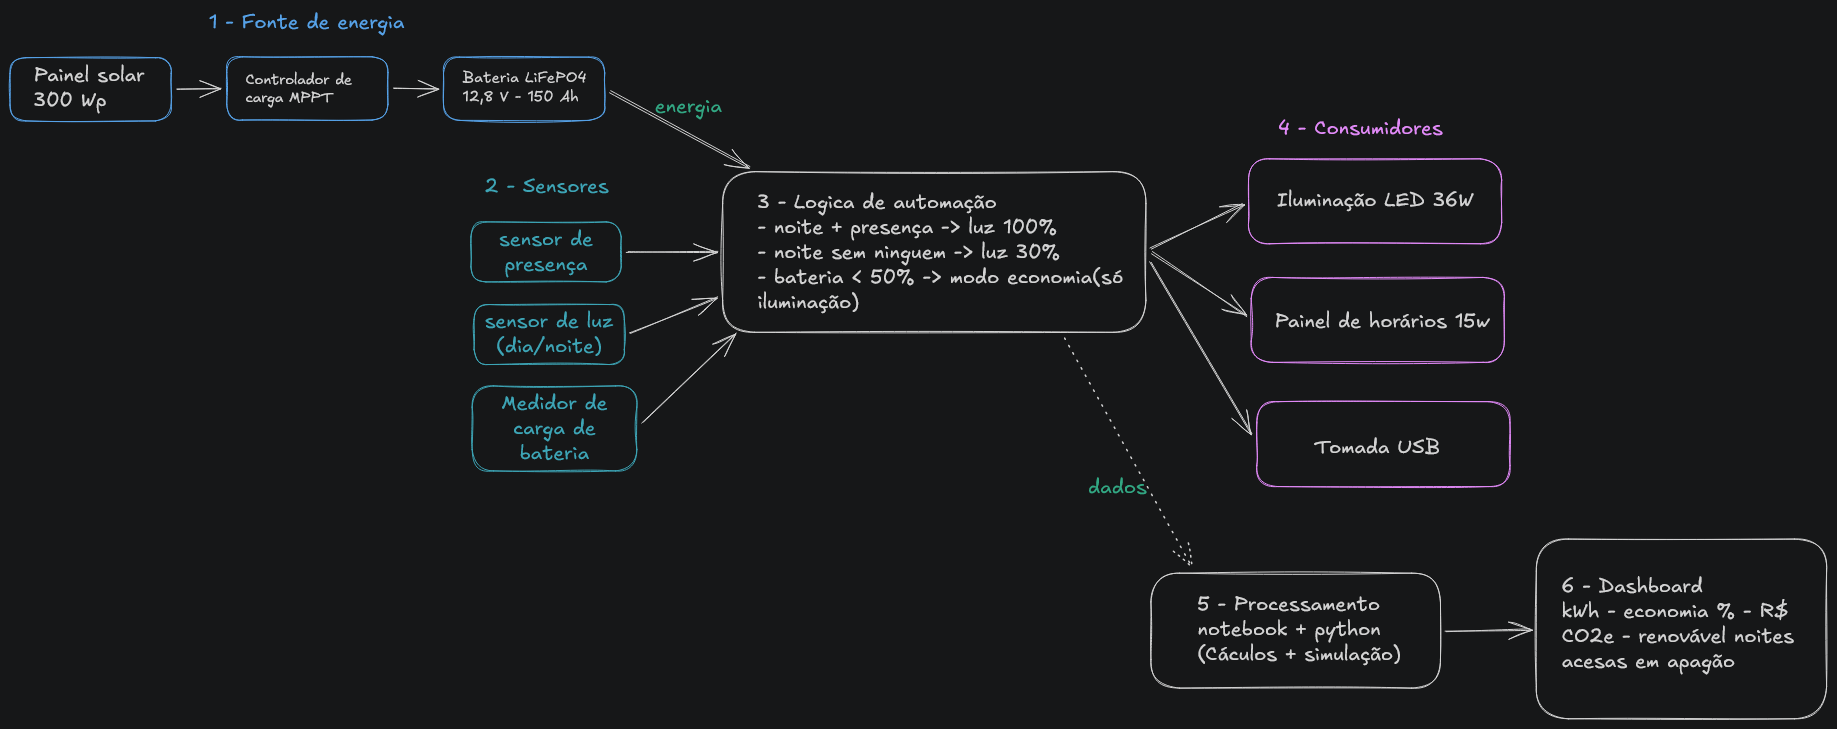 1 - Fonte de energia
Painel solar
300 Wp
Controlador de
carga MPPT
Bateria LiFePO4
12,8 V - 150 Ah
energia
2 - Sensores
sensor de
presença
sensor de luz
(dia/noite)
Medidor de
carga de
bateria
3 - Logica de automação
- noite + presença -> luz 100%
- noite sem ninguem -> luz 30%
- bateria < 50% -> modo economia(só
iluminação)
4 - Consumidores
Iluminação LED 36W
Painel de horários 15w
Tomada USB
dados
5 - Processamento
notebook + python
(Cáculos + simulação)
6 - Dashboard
kWh - economia % - R$
CO2e - renovável noites
acesas em apagão